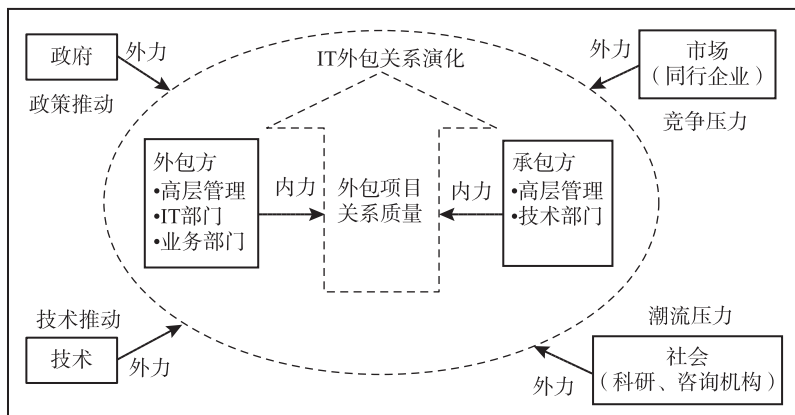 政府
外力
政策推动
IT外包关系演化
外力
市场
（同行企业）
竞争压力
外包方
•高层管理
•IT部门
•业务部门
内力
外包项目
关系质量
内力
承包方
•高层管理
•技术部门
技术推动
技术
外力
潮流压力
社会
（科研、咨询机构）
外力